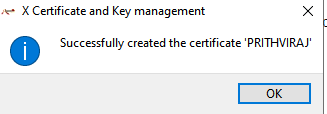 X Certificate and Key management
Successfully created the certificate 'PRITHVIRAJ'
OK